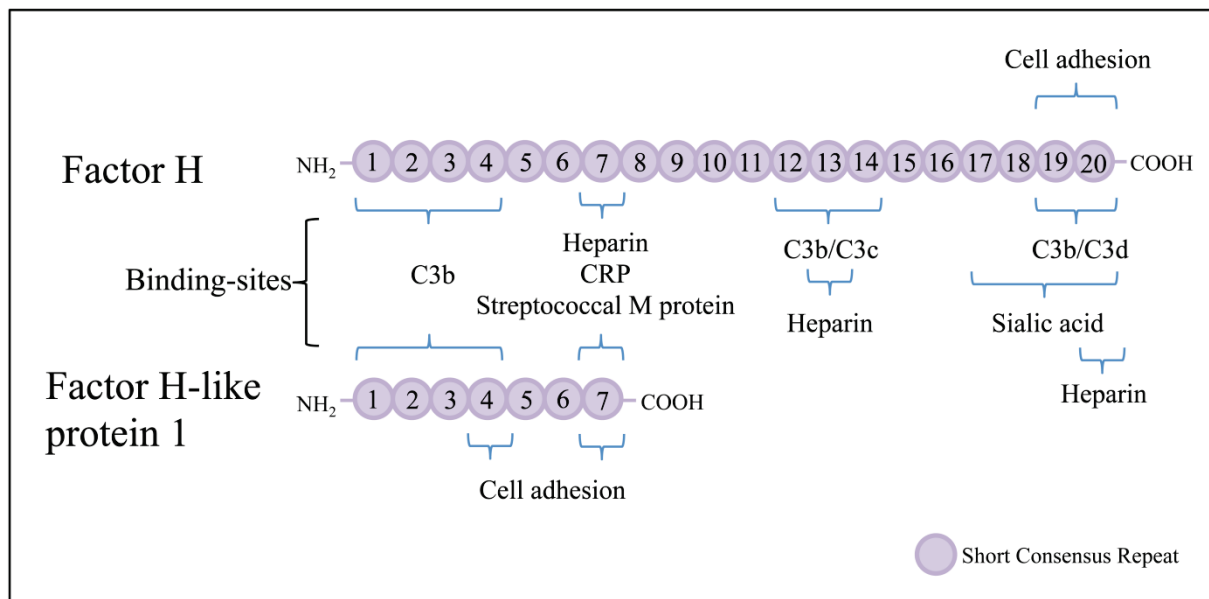 Cell adhesion
Factor H
NH2 1 2 3 4 5 6 7 8 9 10 11 12 13 14 15 16 17 18 19 20 COOH
Binding-sites
C3b
Heparin
CRP
Streptococcal M protein
C3b/C3c
Heparin
C3b/C3d
Sialic acid
Heparin
Factor H-like
protein 1
NH2 1 2 3 4 5 6 7 COOH
Cell adhesion
Short Consensus Repeat